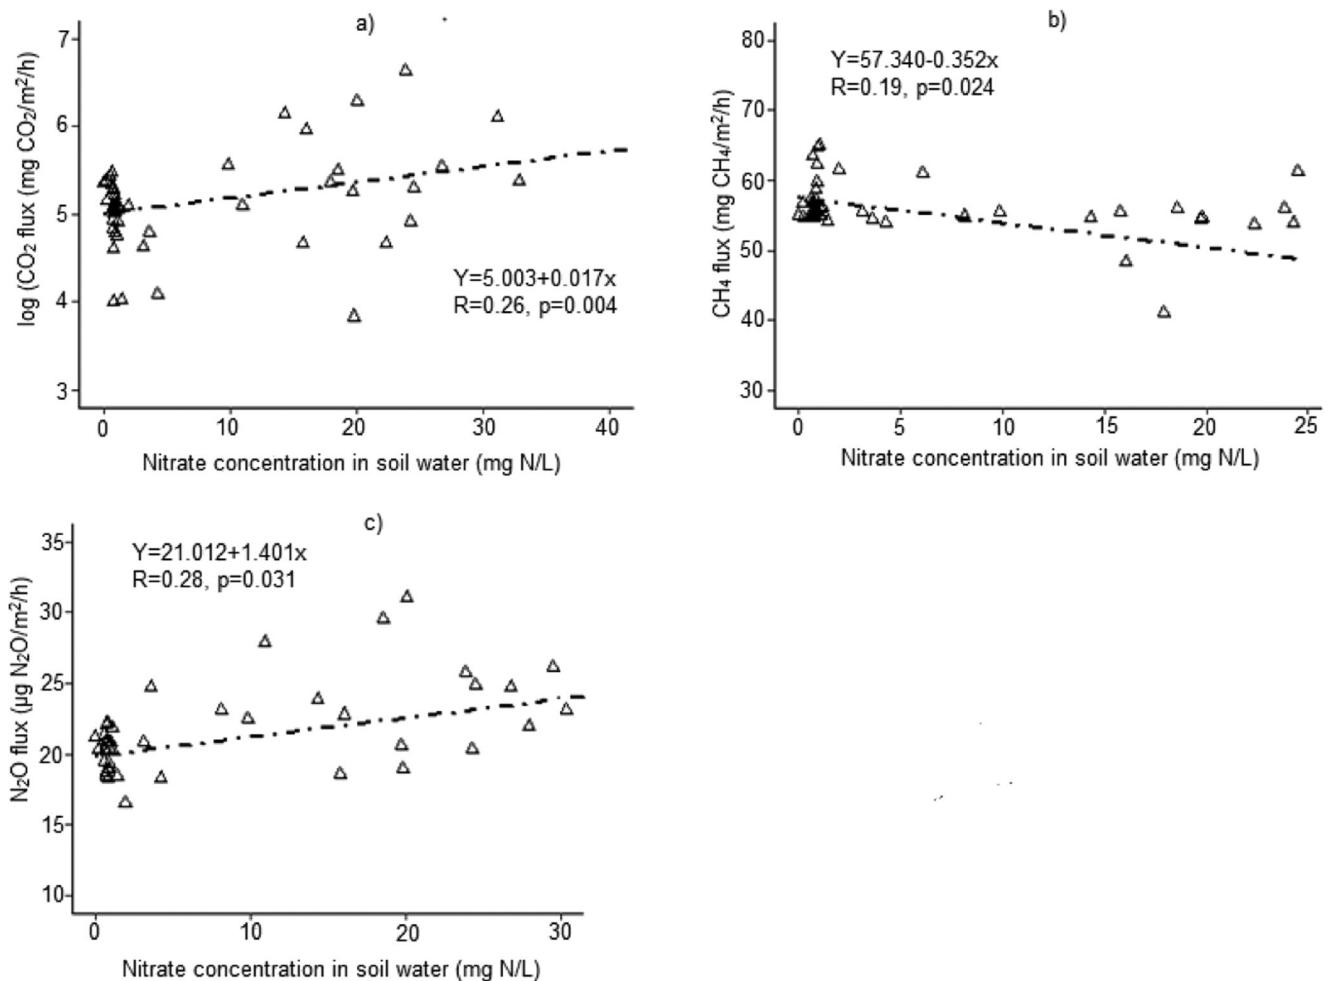 a)
log (CO₂ flux (mg CO₂/m²/h)
7
6
5
4
3
Y=5.003+0.017x
R=0.26, p=0.004
0 10 20 30 40
Nitrate concentration in soil water (mg N/L)
b)
CH₄ flux (mg CH₄/m²/h)
80
70
60
50
40
30
Y=57.340-0.352x
R=0.19, p=0.024
0 5 10 15 20 25
Nitrate concentration in soil water (mg N/L)
c)
N₂O flux (µg N₂O/m²/h)
35
30
25
20
15
10
Y=21.012+1.401x
R=0.28, p=0.031
0 10 20 30
Nitrate concentration in soil water (mg N/L)